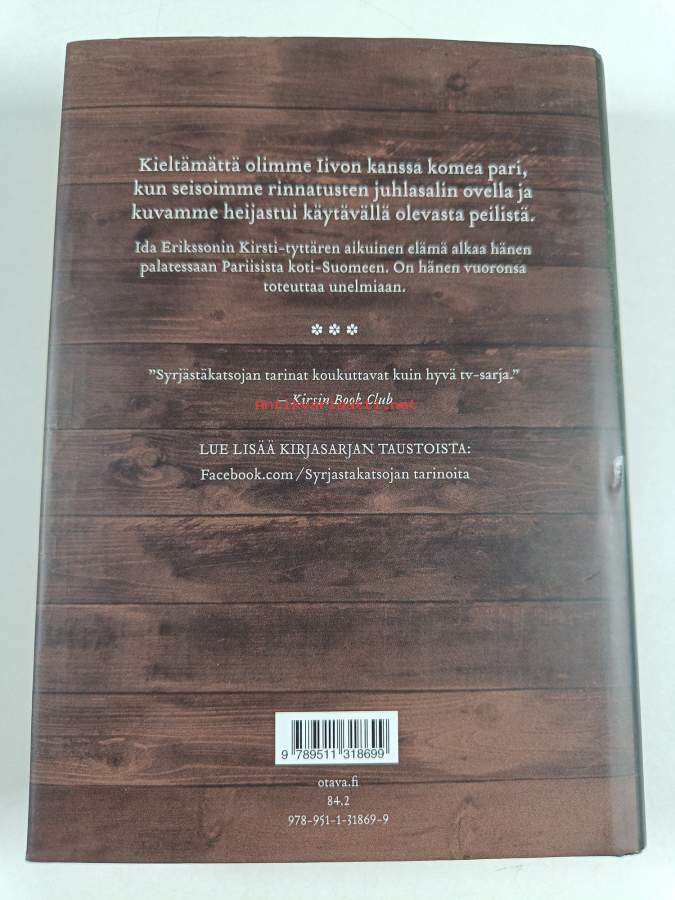 Kieltämättä olimme Iivon kanssa komea pari,
kun seisoimme rinnatusten juhlasalin ovella ja
kuvamme heijastui käytävällä olevasta peilistä.
Ida Erikssonin Kirsti-tyttären aikuinen elämä alkaa hänen
palatessaan Pariisista koti-Suomeen. On hänen vuoronsa
toteuttaa unelmiaan.
"Syrjästäkatsojan tarinat koukuttavat kuin hyvä tv-sarja."
– Kirsin Book Club
Antikvariaatti.net
LUE LISÄÄ KIRJASARJAN TAUSTOISTA:
Facebook.com/Syrjastakatsojan tarinoita
9 789511 318699
otava.fi
84.2
978-951-1-31869-9